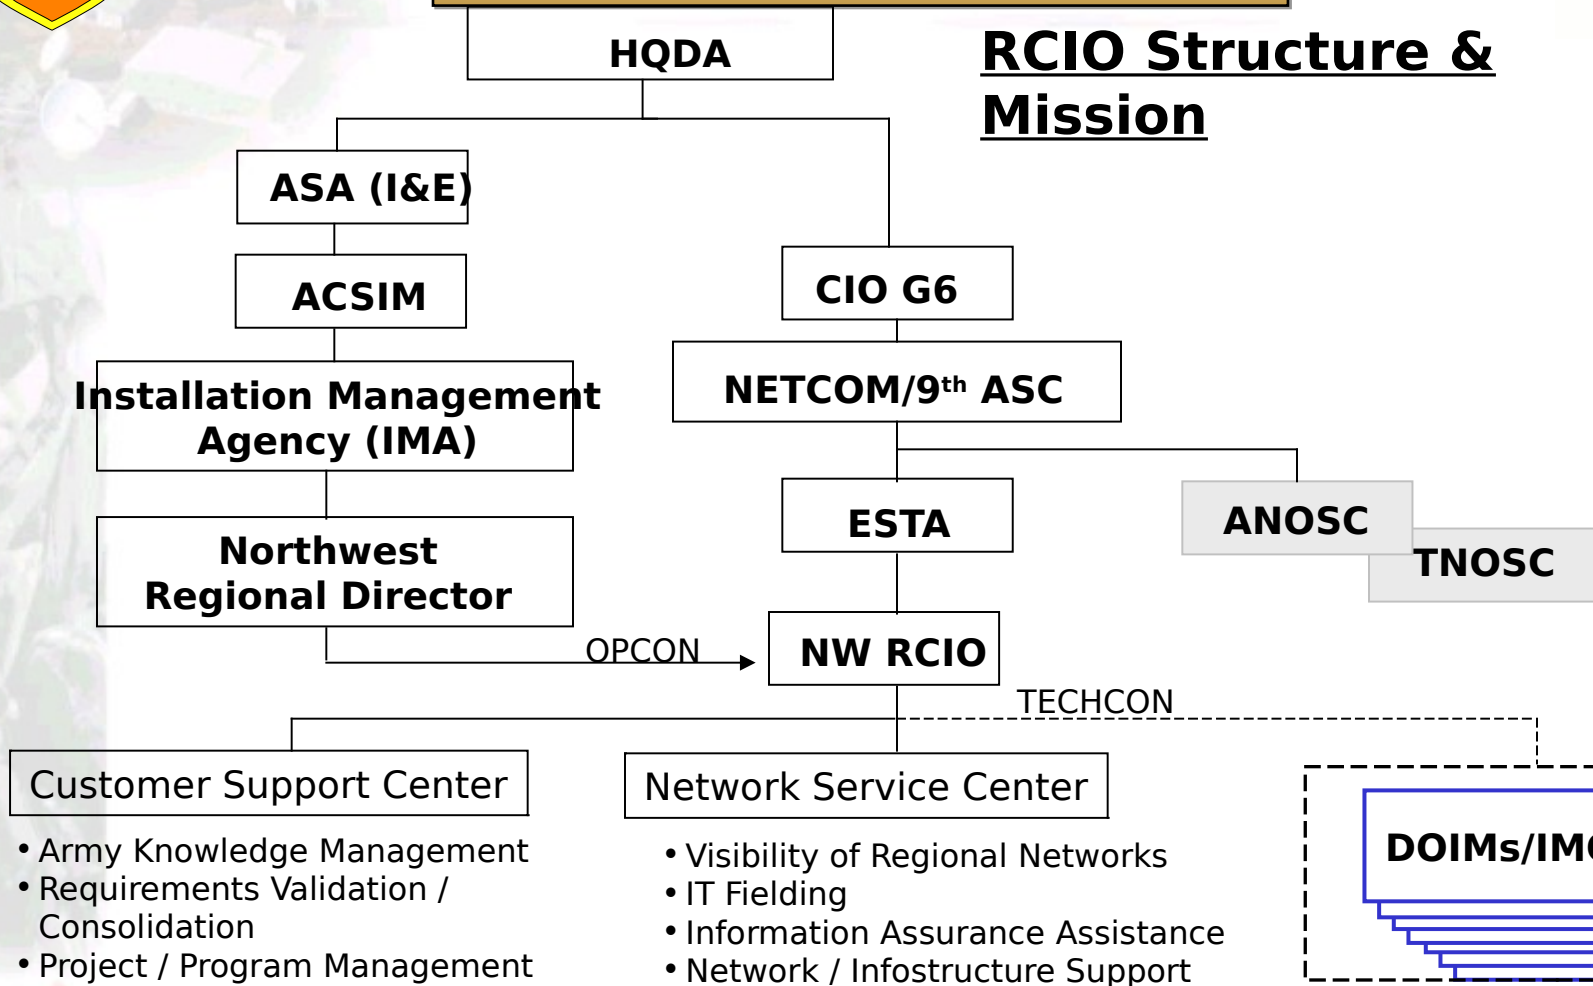 HQDA
RCIO Structure &
Mission
ASA (I&E)
ACSIM
CIO G6
Installation Management
Agency (IMA)
NETCOM/9th ASC
ESTA
ANOSC
TNOSC
Northwest
Regional Director
OPCON
NW RCIO
TECHCON
Customer Support Center
Network Service Center
• Army Knowledge Management
• Requirements Validation /
Consolidation
• Project / Program Management
• Visibility of Regional Networks
• IT Fielding
• Information Assurance Assistance
• Network / Infostructure Support
DOIMs/IM